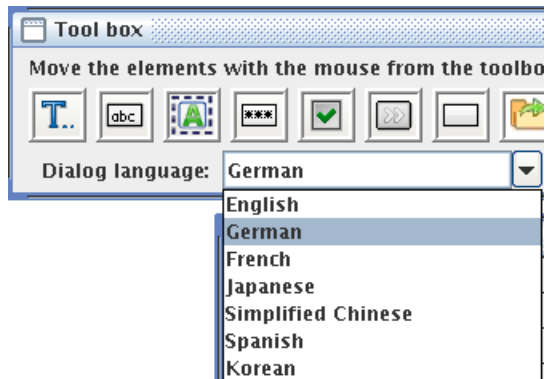 Tool box
Move the elements with the mouse from the toolbo
T.. abc A *** >>
Dialog language: German
English
German
French
Japanese
Simplified Chinese
Spanish
Korean